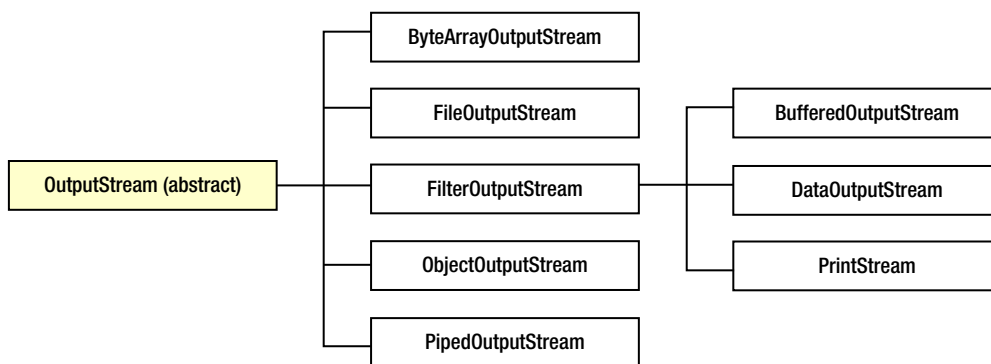 ByteArrayOutputStream
FileOutputStream
BufferedOutputStream
OutputStream (abstract)
FilterOutputStream
DataOutputStream
ObjectOutputStream
PrintStream
PipedOutputStream